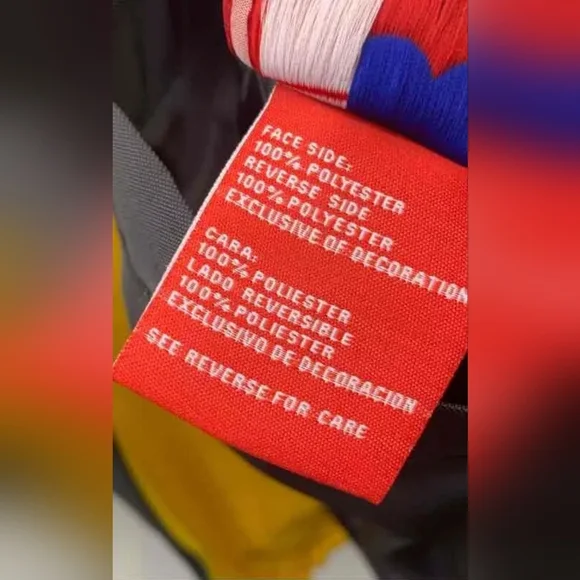 FACE SIDE:
100% POLYESTER
REVERSE SIDE
100% POLYESTER
EXCLUSIVE OF DECORATION
CARA:
100% POLIESTER
LADO REVERSIBLE
100% POLIESTER
EXCLUSIVO DE DECORACION
SEE REVERSE FOR CARE